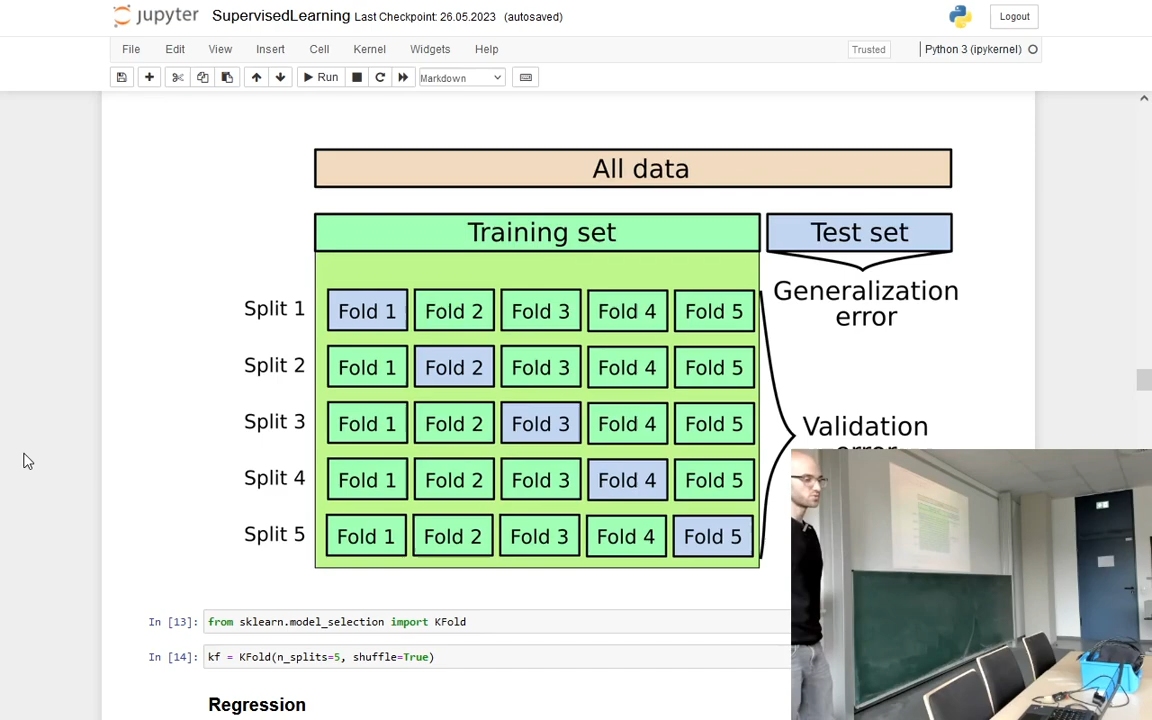 jupyter SupervisedLearning Last Checkpoint: 26.05.2023 (autosaved)
Logout
File Edit View Insert Cell Kernel Widgets Help
Trusted Python 3 (ipykernel)
Run Markdown
All data
Training set Test set
Generalization
error
Split 1 Fold 1 Fold 2 Fold 3 Fold 4 Fold 5
Split 2 Fold 1 Fold 2 Fold 3 Fold 4 Fold 5
Split 3 Fold 1 Fold 2 Fold 3 Fold 4 Fold 5
Validation
Split 4 Fold 1 Fold 2 Fold 3 Fold 4 Fold 5
Split 5 Fold 1 Fold 2 Fold 3 Fold 4 Fold 5
In [13]: from sklearn.model_selection import KFold
In [14]: kf = KFold(n_splits=5, shuffle=True)
Regression